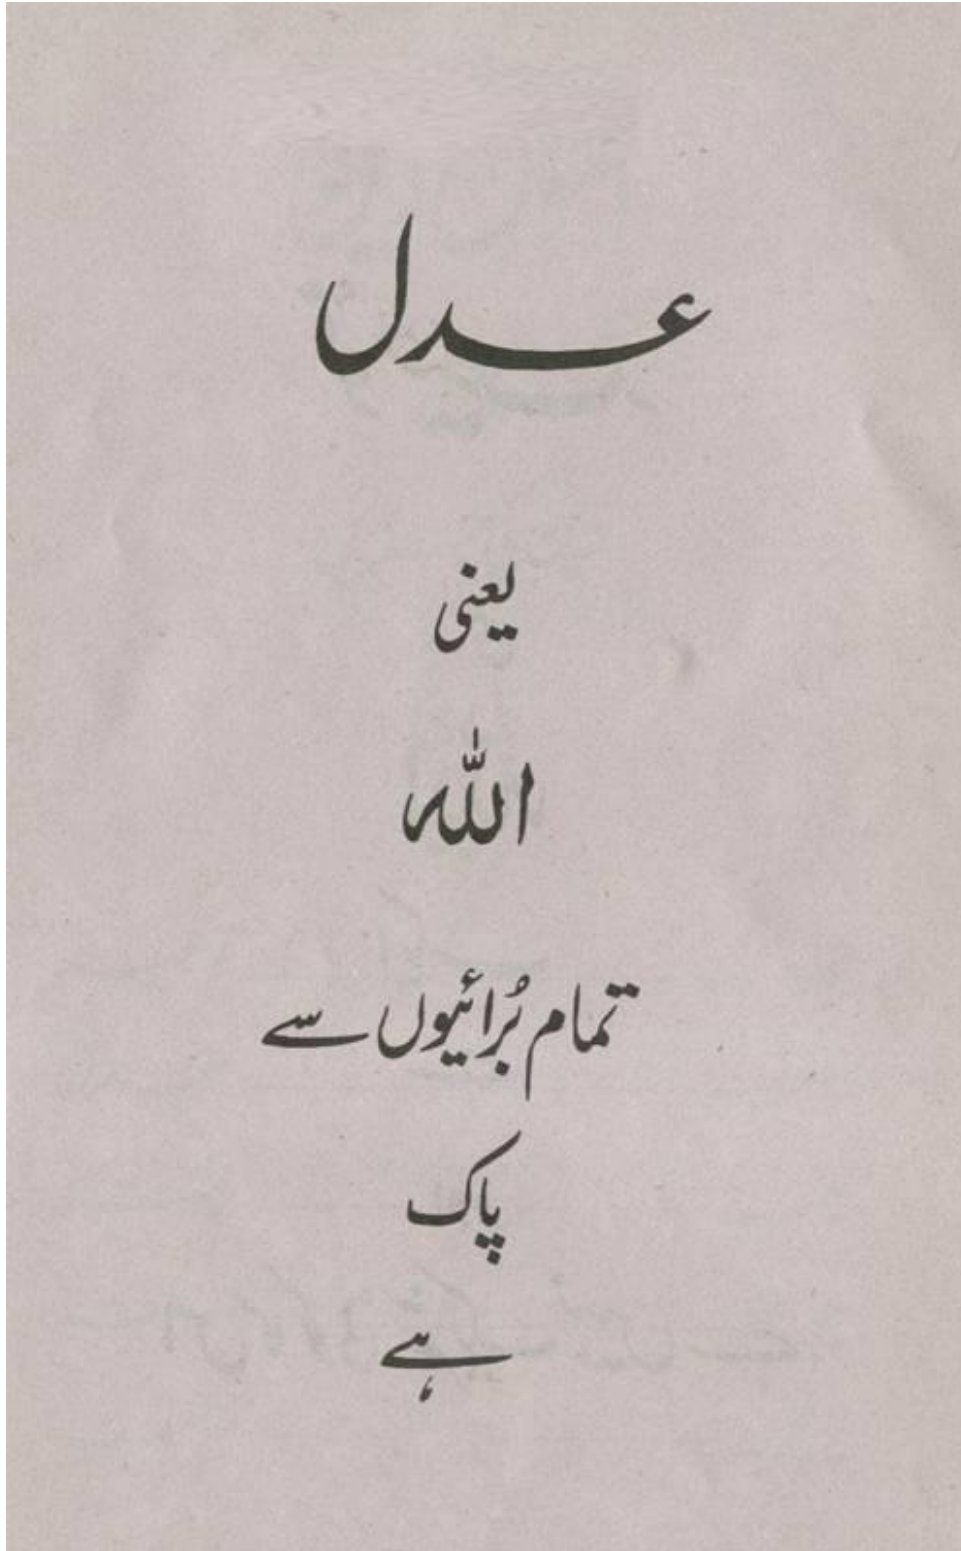 عدل
یعنی
اللہ
تمام بُرائیوں سے
پاک
ہے